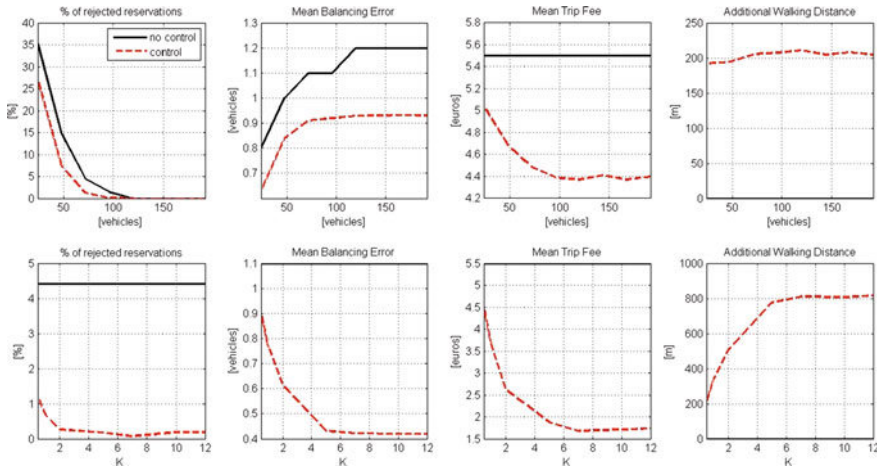 % of rejected reservations
no control
control
[%]
40
35
30
25
20
15
10
5
0
50 100 150
[vehicles]
Mean Balancing Error
[vehicles]
1.3
1.2
1.1
1
0.9
0.8
0.7
50 100 150
[vehicles]
Mean Trip Fee
[euros]
5.8
5.6
5.4
5.2
5
4.8
4.6
4.4
4.2
50 100 150
[vehicles]
Additional Walking Distance
[m]
250
200
150
100
50
0
50 100 150
[vehicles]
% of rejected reservations
[%]
5
4
3
2
1
0
2 4 6 8 10 12
K
Mean Balancing Error
[vehicles]
1.1
1
0.9
0.8
0.7
0.6
0.5
0.4
2 4 6 8 10 12
K
Mean Trip Fee
[euros]
5.5
5
4.5
4
3.5
3
2.5
2
1.5
2 4 6 8 10 12
K
Additional Walking Distance
[m]
1000
800
600
400
200
0
2 4 6 8 10 12
K